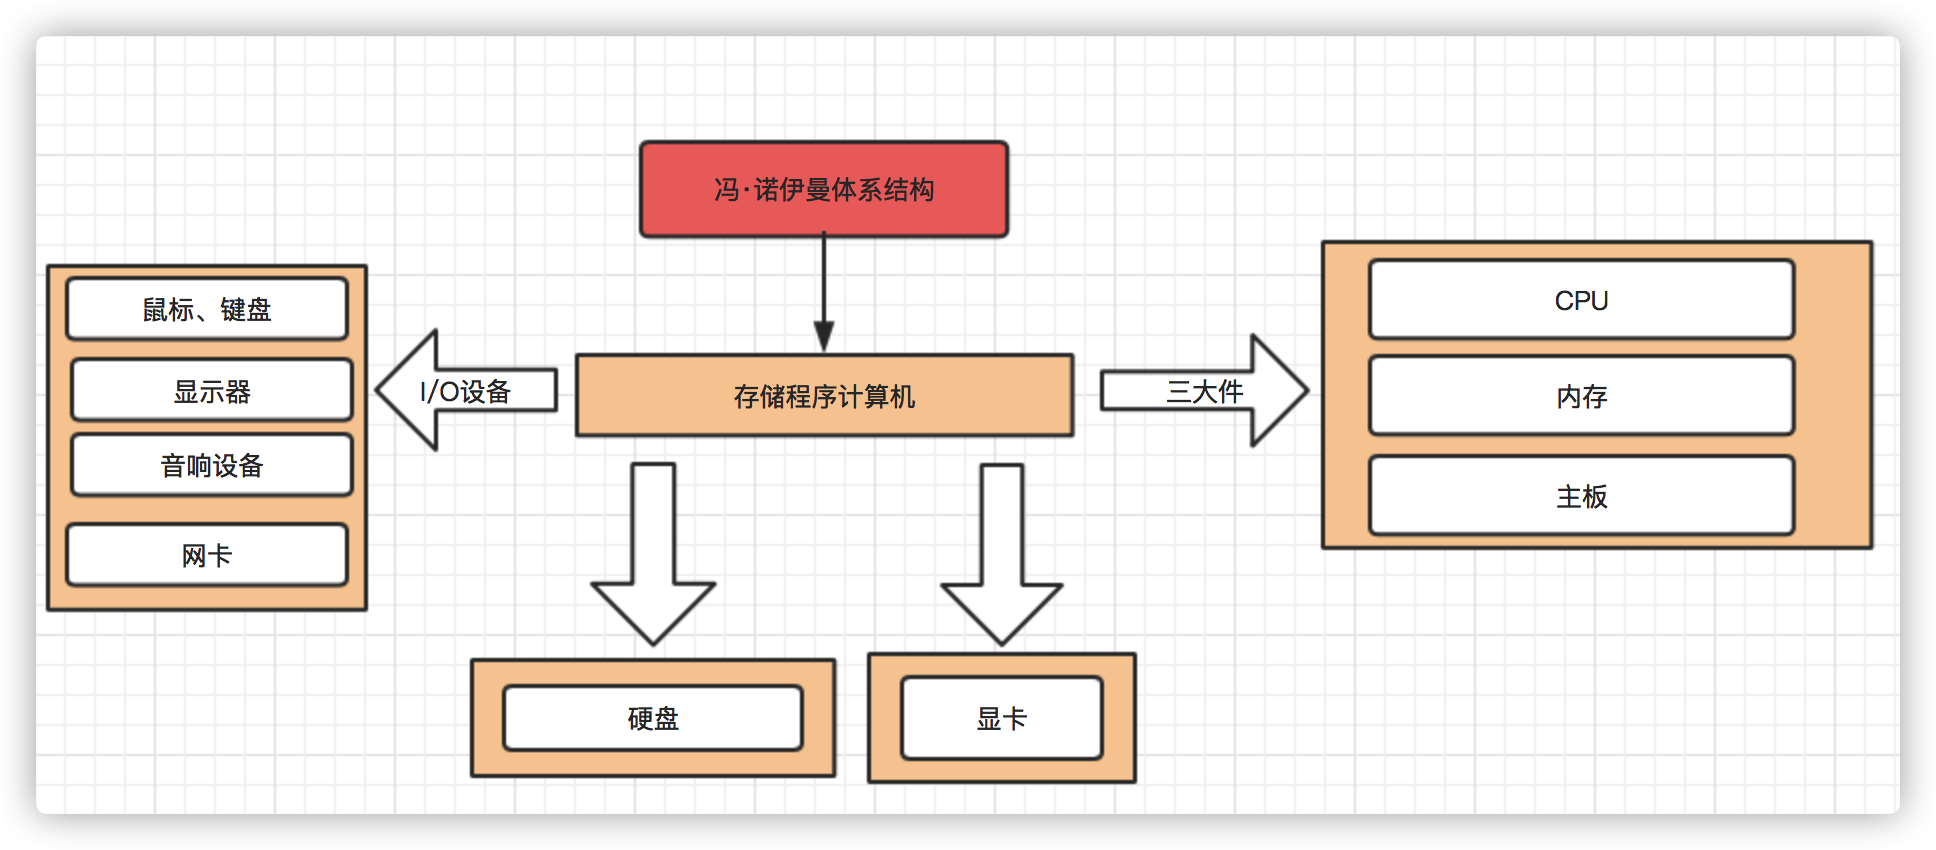 冯·诺伊曼体系结构
鼠标、键盘
显示器
音响设备
网卡
I/O设备
存储程序计算机
三大件
CPU
内存
主板
硬盘
显卡